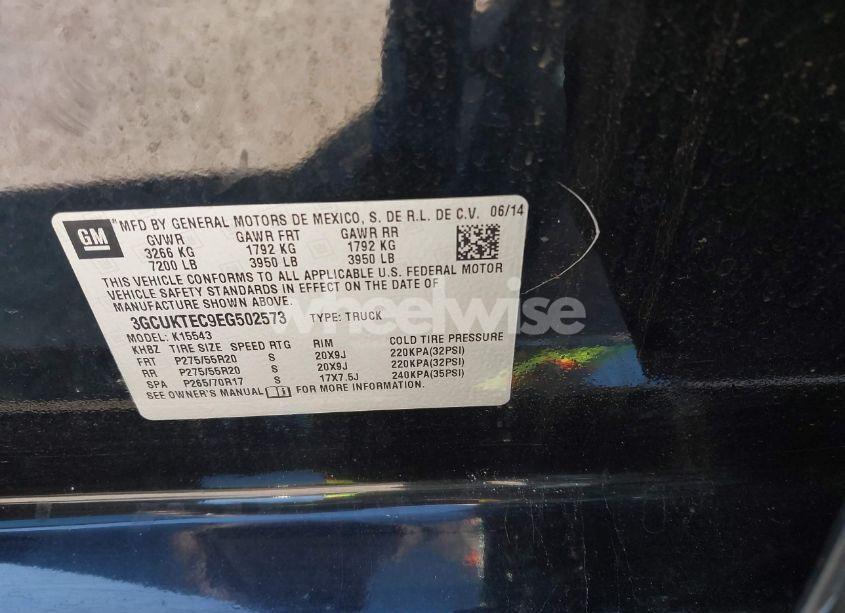 GM
MFD BY GENERAL MOTORS DE MEXICO, S. DE R.L. DE C.V. 06/14
GVWR GAWR FRT GAWR RR
3266 KG 1792 KG 1792 KG
7200 LB 3950 LB 3950 LB
THIS VEHICLE CONFORMS TO ALL APPLICABLE U.S. FEDERAL MOTOR
VEHICLE SAFETY STANDARDS IN EFFECT ON THE DATE OF
MANUFACTURE SHOWN ABOVE.
3GCUKTEC9EG502573 TYPE: TRUCK
MODEL: K15543
KHBZ TIRE SIZE SPEED RTG RIM COLD TIRE PRESSURE
FRT P275/55R20 S 20X9J 220KPA(32PSI)
RR P275/55R20 S 20X9J 220KPA(32PSI)
SPA P265/70R17 S 17X7.5J 240KPA(35PSI)
SEE OWNER'S MANUAL FOR MORE INFORMATION.
wheelwise